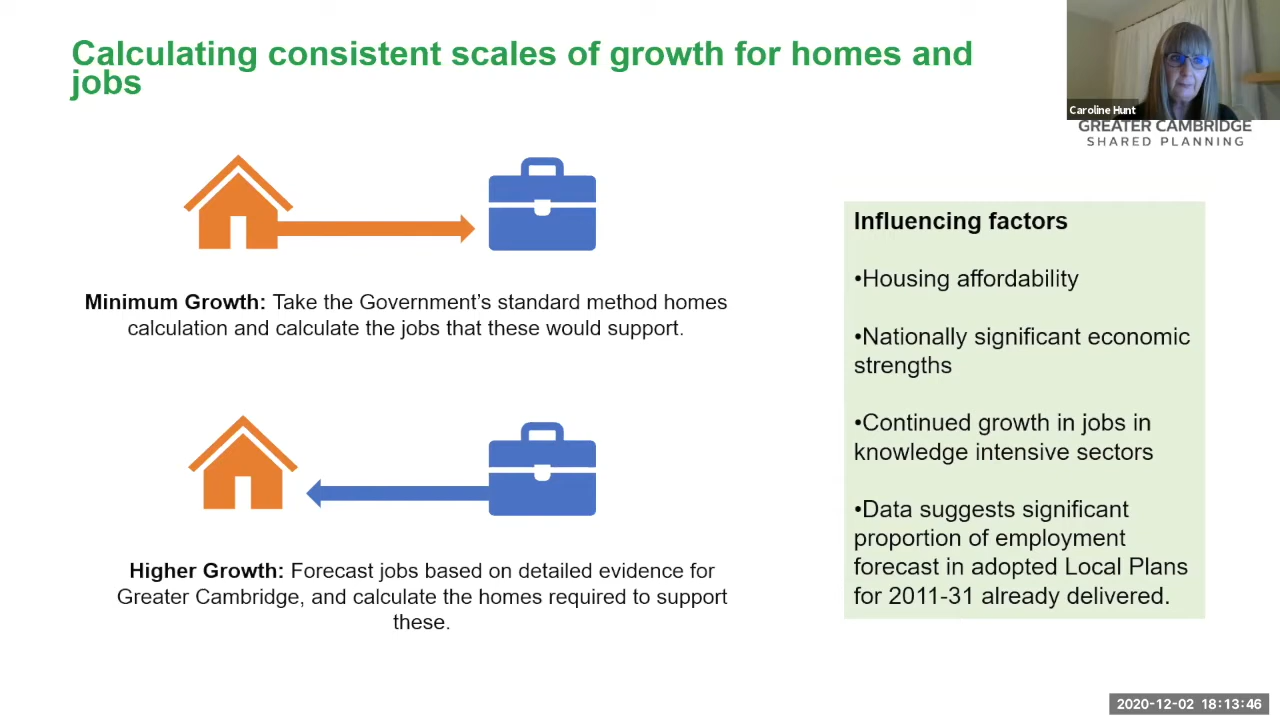 Calculating consistent scales of growth for homes and
jobs
Caroline Hunt
GREATER CAMBRIDGE
SHARED PLANNING
Minimum Growth: Take the Government's standard method homes
calculation and calculate the jobs that these would support.
Higher Growth: Forecast jobs based on detailed evidence for
Greater Cambridge, and calculate the homes required to support
these.
Influencing factors
•Housing affordability
•Nationally significant economic
strengths
•Continued growth in jobs in
knowledge intensive sectors
•Data suggests significant
proportion of employment
forecast in adopted Local Plans
for 2011-31 already delivered.
2020-12-02 18:13:46